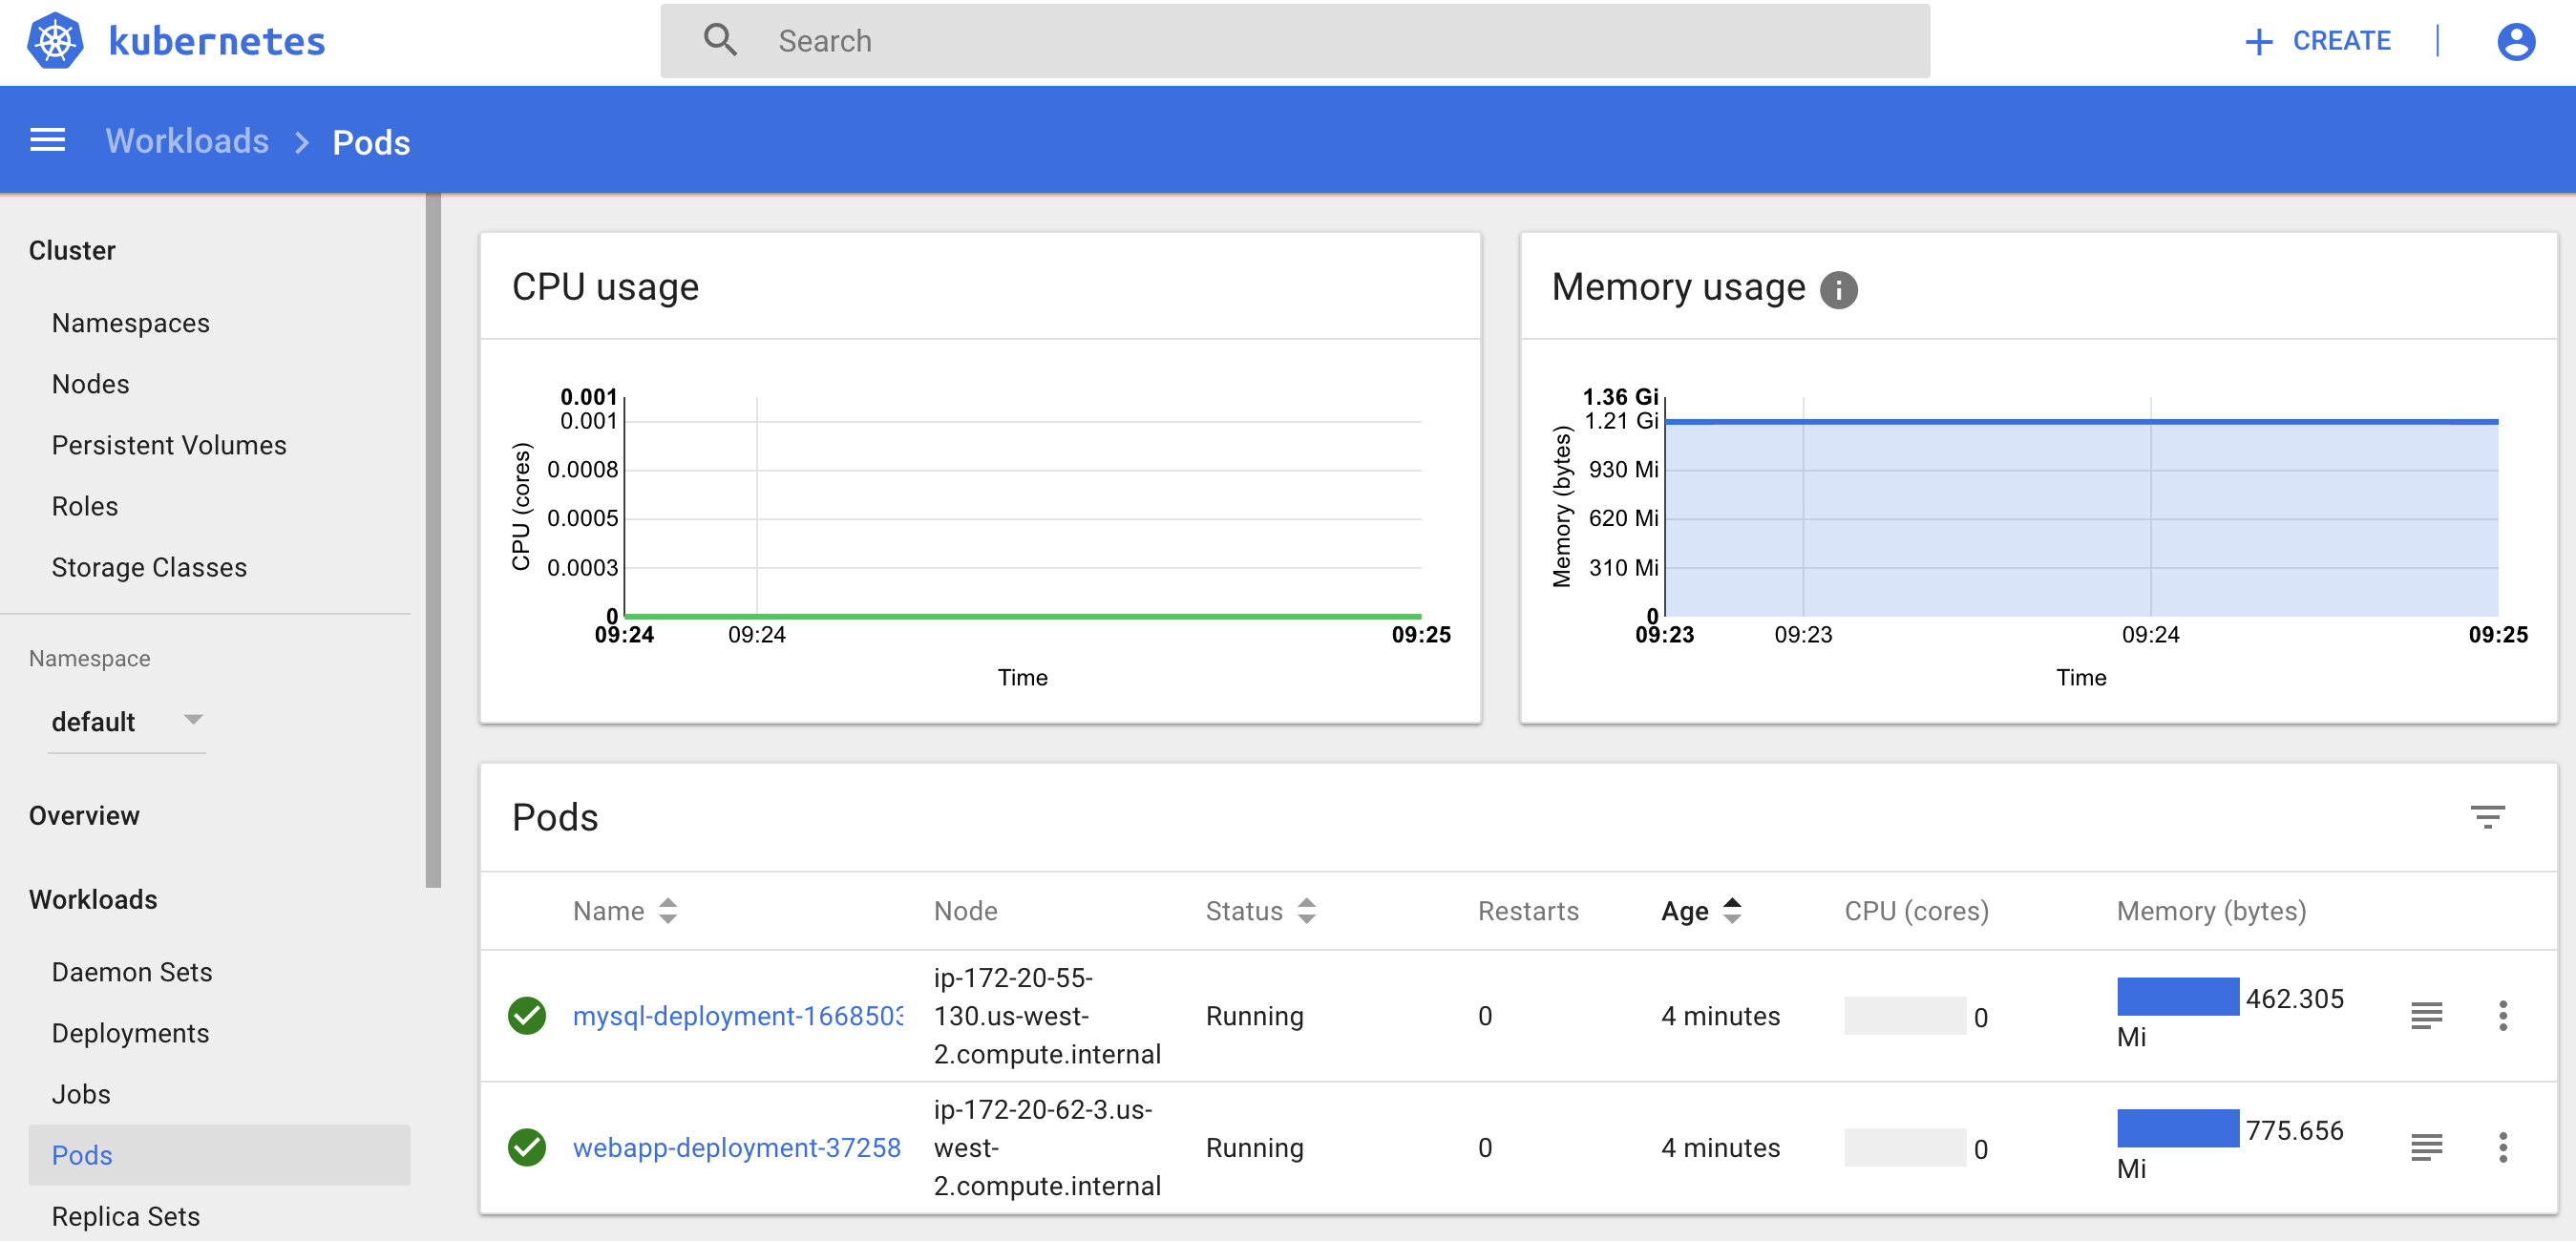 kubernetes
Search
CREATE
Workloads
Pods
Cluster
Namespaces
Nodes
Persistent Volumes
Roles
Storage Classes
Namespace
default
Overview
Workloads
Daemon Sets
Deployments
Jobs
Pods
Replica Sets
CPU usage
CPU (cores)
0.001
0.001
0.0008
0.0005
0.0003
0
09:24
09:24
09:25
Time
Memory usage
Memory (bytes)
1.36 Gi
1.21 Gi
930 Mi
620 Mi
310 Mi
0
09:23
09:23
09:24
09:25
Time
Pods
Name Node Status Restarts Age CPU (cores) Memory (bytes)
mysql-deployment-1668503
ip-172-20-55-
130.us-west-
2.compute.internal
Running
0
4 minutes
0
462.305
Mi
webapp-deployment-37258
ip-172-20-62-3.us-
west-
2.compute.internal
Running
0
4 minutes
0
775.656
Mi